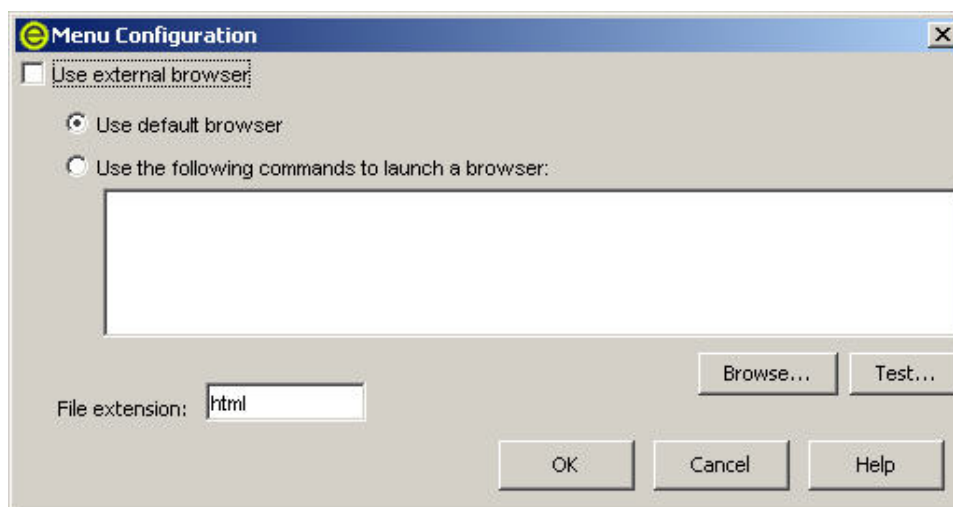 Menu Configuration
Use external browser
Use default browser
Use the following commands to launch a browser:
Browse... Test...
File extension: html
OK Cancel Help